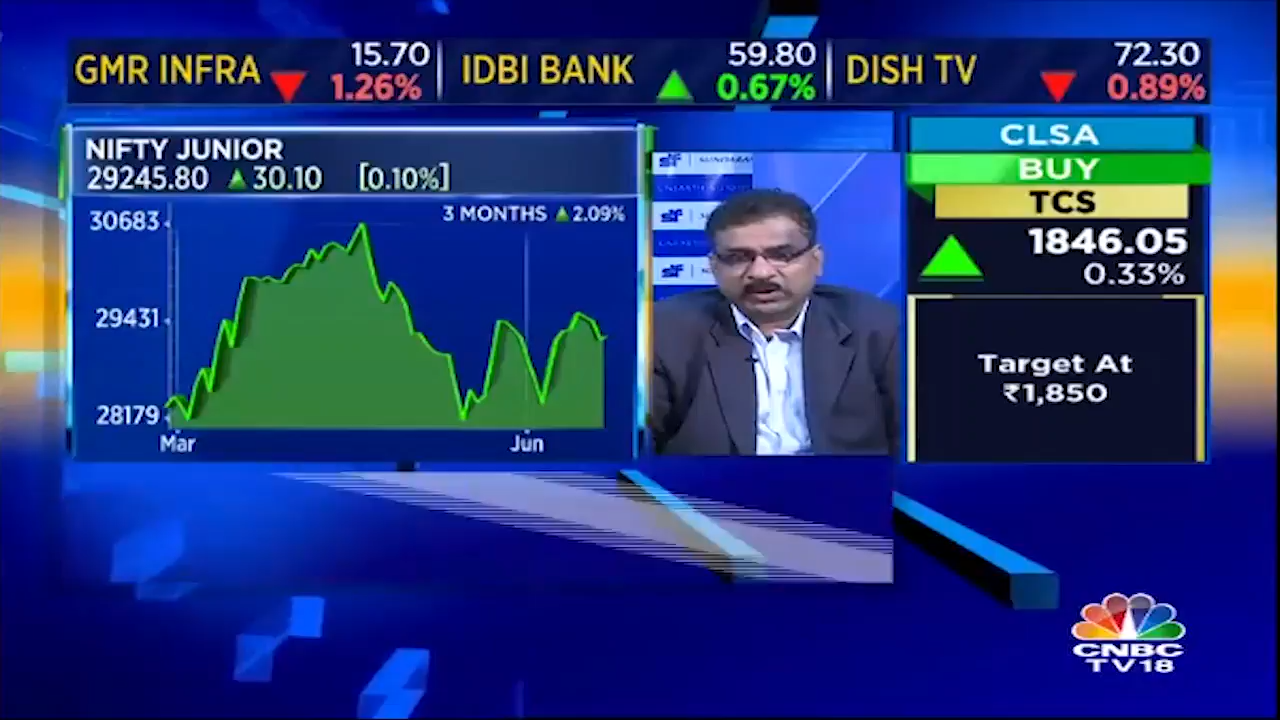 GMR INFRA 15.70 1.26%
IDBI BANK 59.80 0.67%
DISH TV 72.30 0.89%
NIFTY JUNIOR
29245.80 30.10 [0.10%]
3 MONTHS 2.09%
30683
29431
28179
Mar Jun
CLSA
BUY
TCS
1846.05
0.33%
Target At
₹1,850
CNBC
TV18